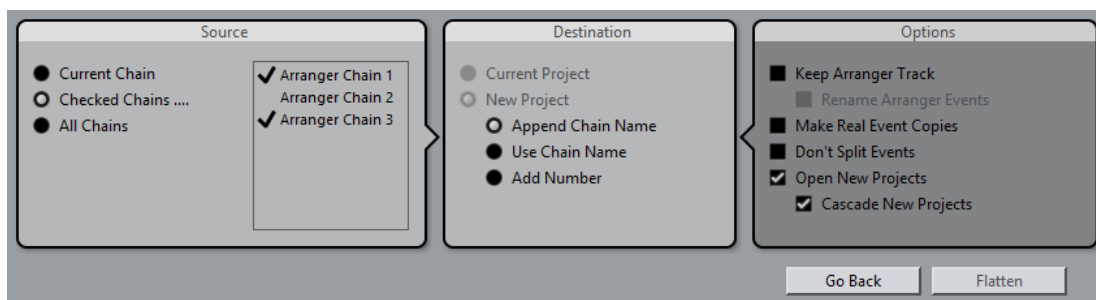 Source
Current Chain
Checked Chains ....
All Chains
Arranger Chain 1
Arranger Chain 2
Arranger Chain 3
Destination
Current Project
New Project
Append Chain Name
Use Chain Name
Add Number
Options
Keep Arranger Track
Rename Arranger Events
Make Real Event Copies
Don't Split Events
Open New Projects
Cascade New Projects
Go Back
Flatten